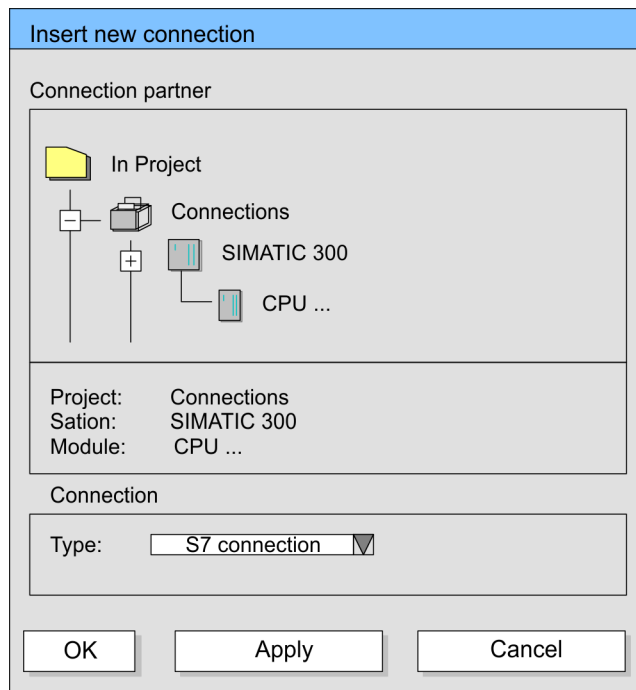 Insert new connection
Connection partner
In Project
Connections
SIMATIC 300
CPU ...
Project: Connections
Sation: SIMATIC 300
Module: CPU ...
Connection
Type: S7 connection
OK Apply Cancel